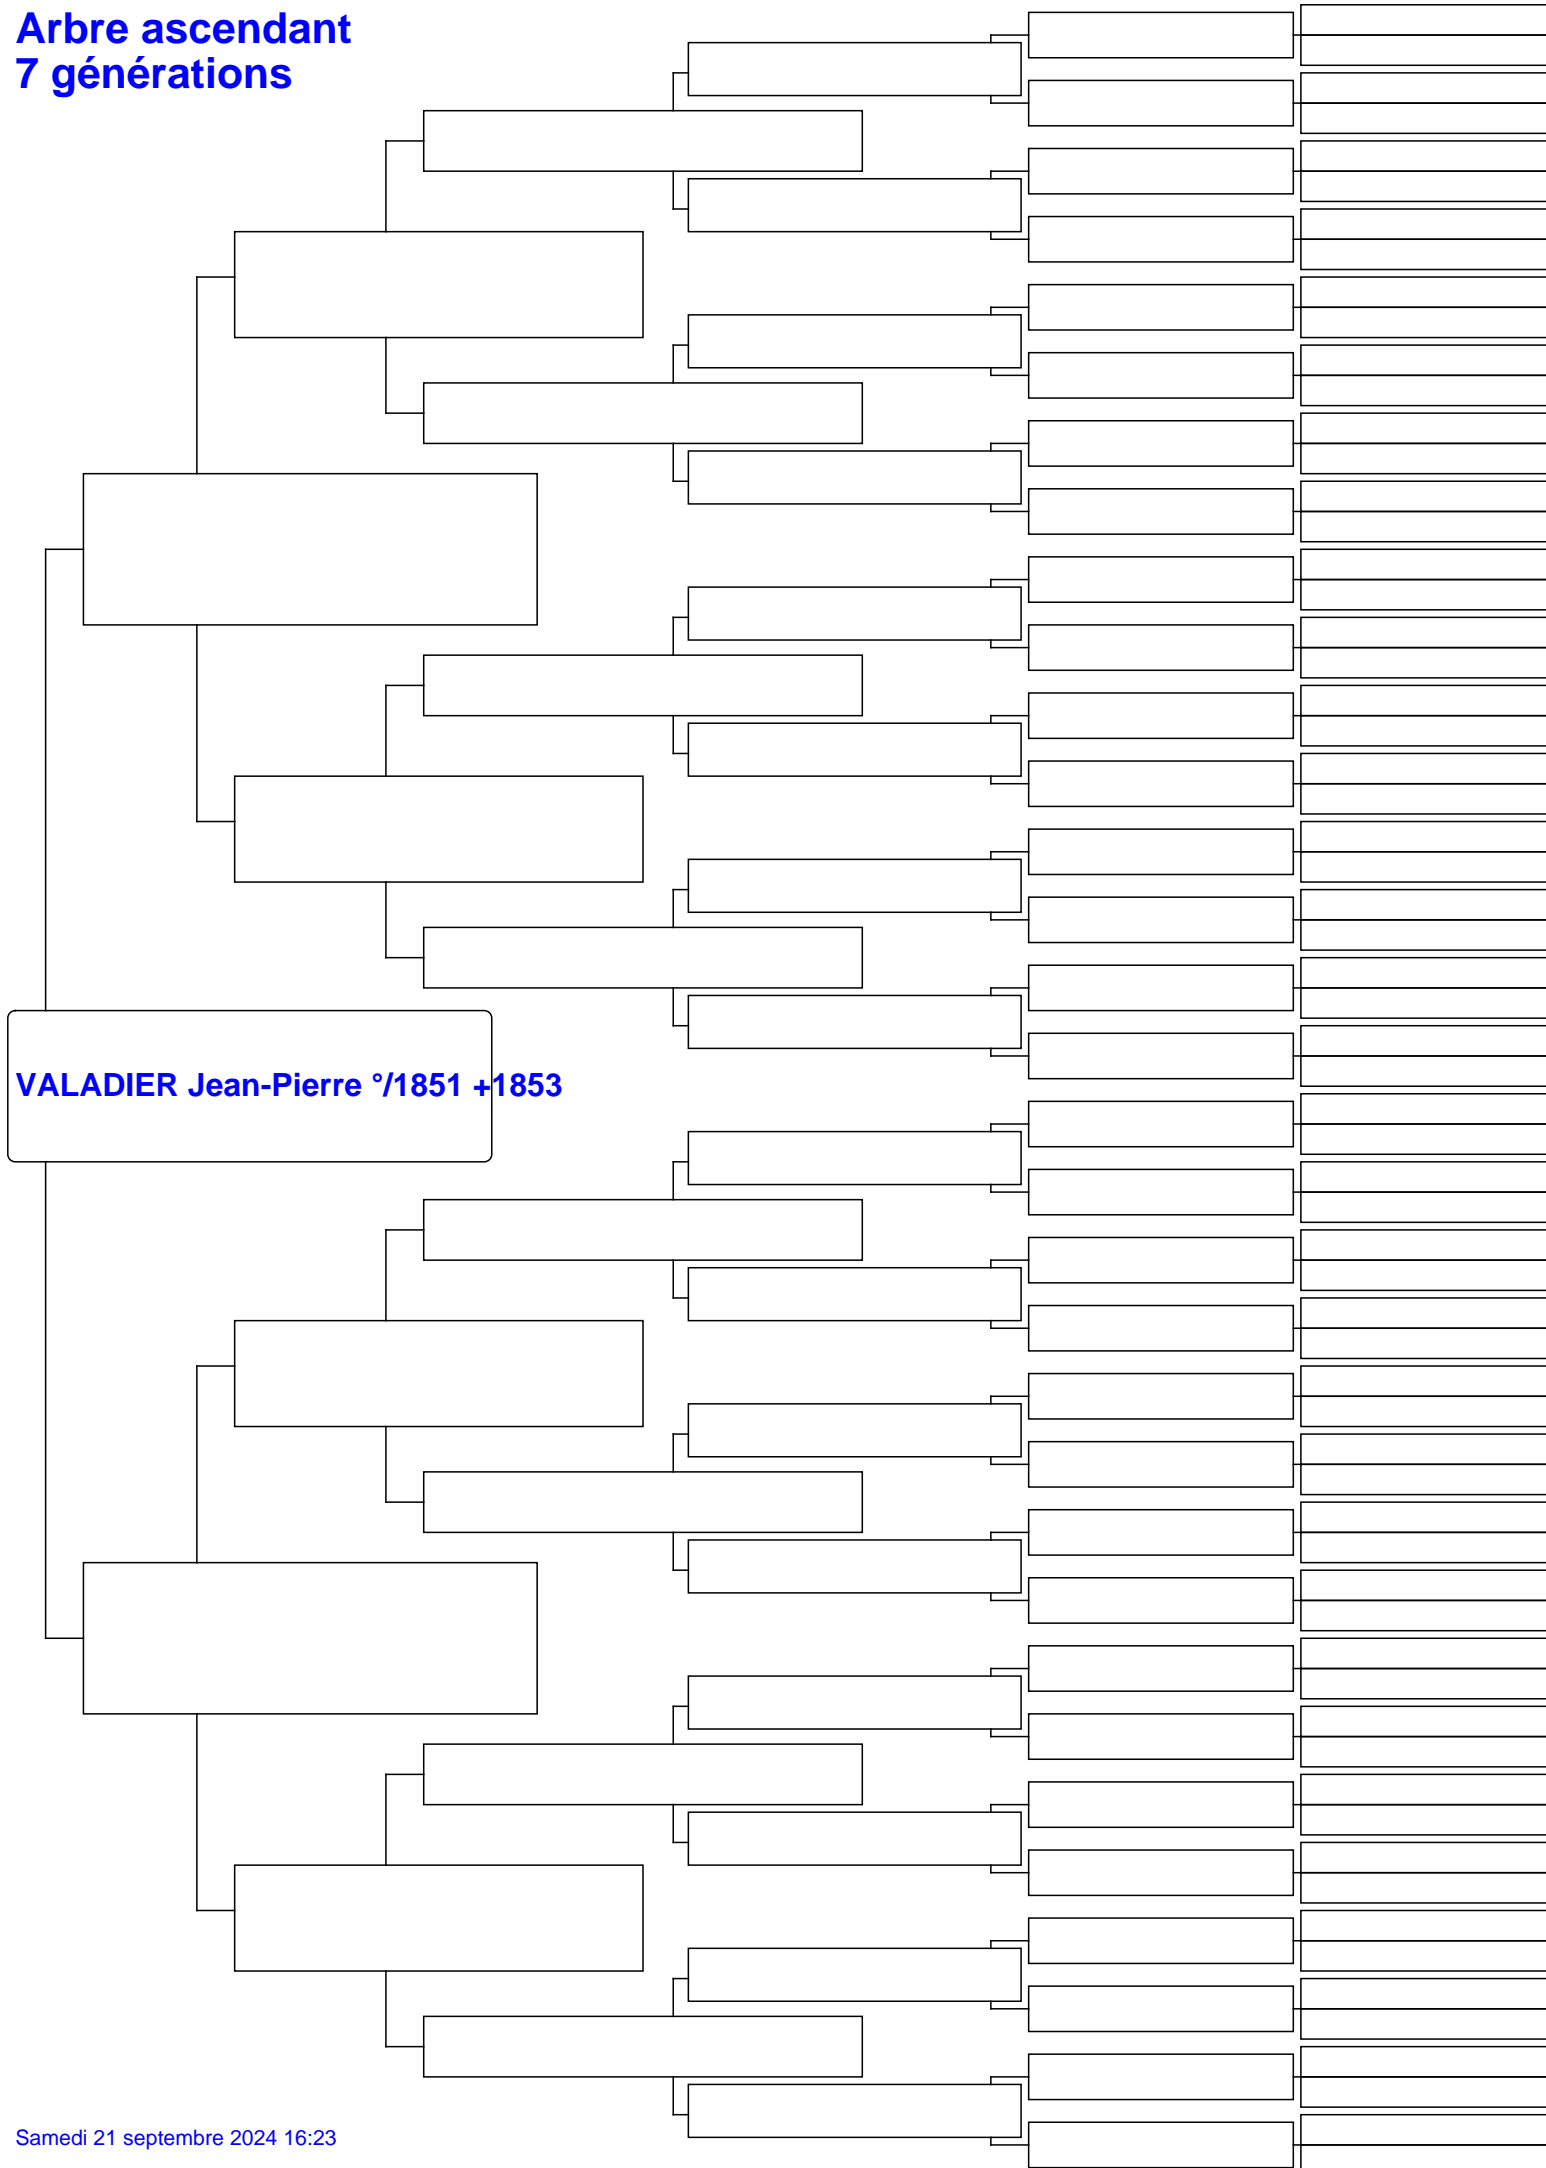 Arbre ascendant
7 générations
VALADIER Jean-Pierre °/1851 +1853
Samedi 21 septembre 2024 16:23